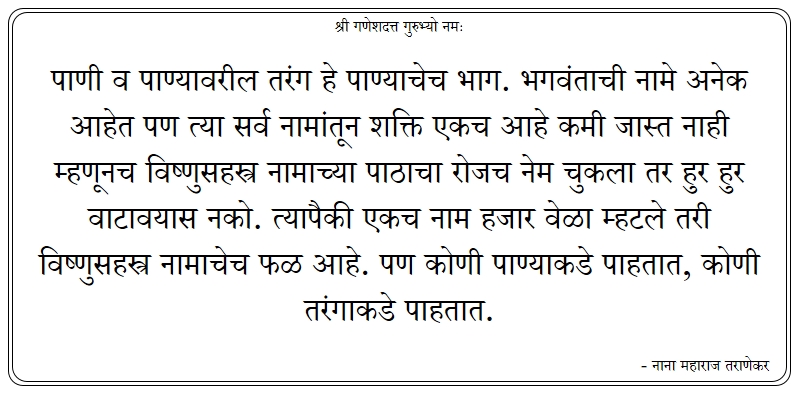 श्री गणेशदत्त गुरुभ्यो नमः
पाणी व पाण्यावरील तरंग हे पाण्याचेच भाग. भगवंताची नामे अनेक
आहेत पण त्या सर्व नामांतून शक्ति एकच आहे कमी जास्त नाही
म्हणूनच विष्णुसहस्त्र नामाच्या पाठाचा रोजच नेम चुकला तर हुर हुर
वाटावयास नको. त्यापैकी एकच नाम हजार वेळा म्हटले तरी
विष्णुसहस्त्र नामाचेच फळ आहे. पण कोणी पाण्याकडे पाहतात, कोणी
तरंगाकडे पाहतात.
- नाना महाराज तराणेकर